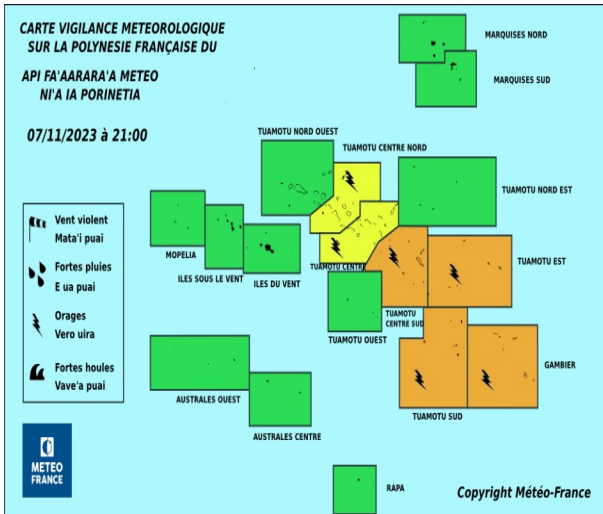 CARTE VIGILANCE METEOROLOGIQUE
SUR LA POLYNESIE FRANÇAISE DU
API FA'AARARA'A METEO
NI'A IA PORINETIA
07/11/2023 à 21:00
MARQUISES NORD
MARQUISES SUD
TUAMOTU NORD OUEST
TUAMOTU CENTRE NORD
TUAMOTU NORD EST
MOPELIA
ILES SOUS LE VENT
ILES DU VENT
TUAMOTU CENTRE
TUAMOTU EST
TUAMOTU
CENTRE SUD
TUAMOTU OUEST
GAMBIER
TUAMOTU SUD
AUSTRALES OUEST
AUSTRALES CENTRE
RAPA
Vent violent
Mata'i puai
Fortes pluies
E ua puai
Orages
Vero uira
Fortes houles
Vave'a puai
METEO
FRANCE
Copyright Météo-France